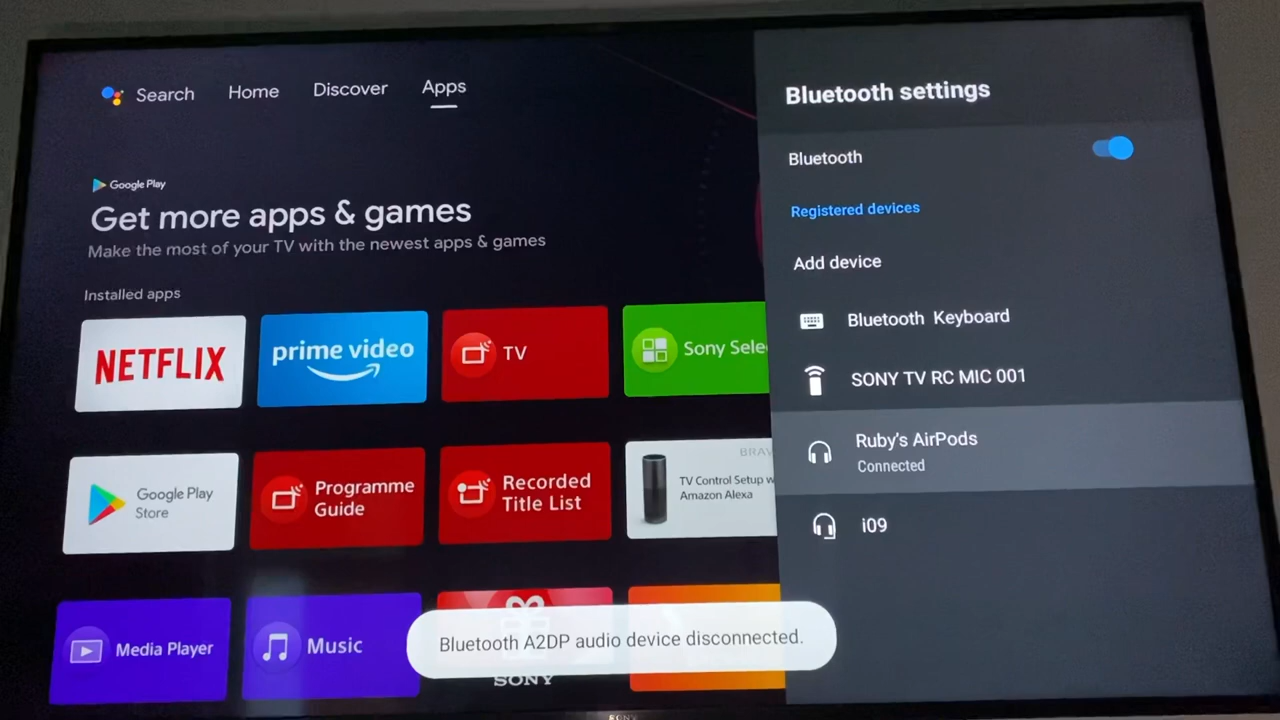 Search Home Discover Apps
Google Play
Get more apps & games
Make the most of your TV with the newest apps & games
Installed apps
NETFLIX
prime video
TV
Sony Sele
Google Play
Store
Programme
Guide
Recorded
Title List
BRAV
TV Control Setup w
Amazon Alexa
Media Player
Music
SONY
Bluetooth A2DP audio device disconnected.
Bluetooth settings
Bluetooth
Registered devices
Add device
Bluetooth Keyboard
SONY TV RC MIC 001
Ruby's AirPods
Connected
i09
SONY